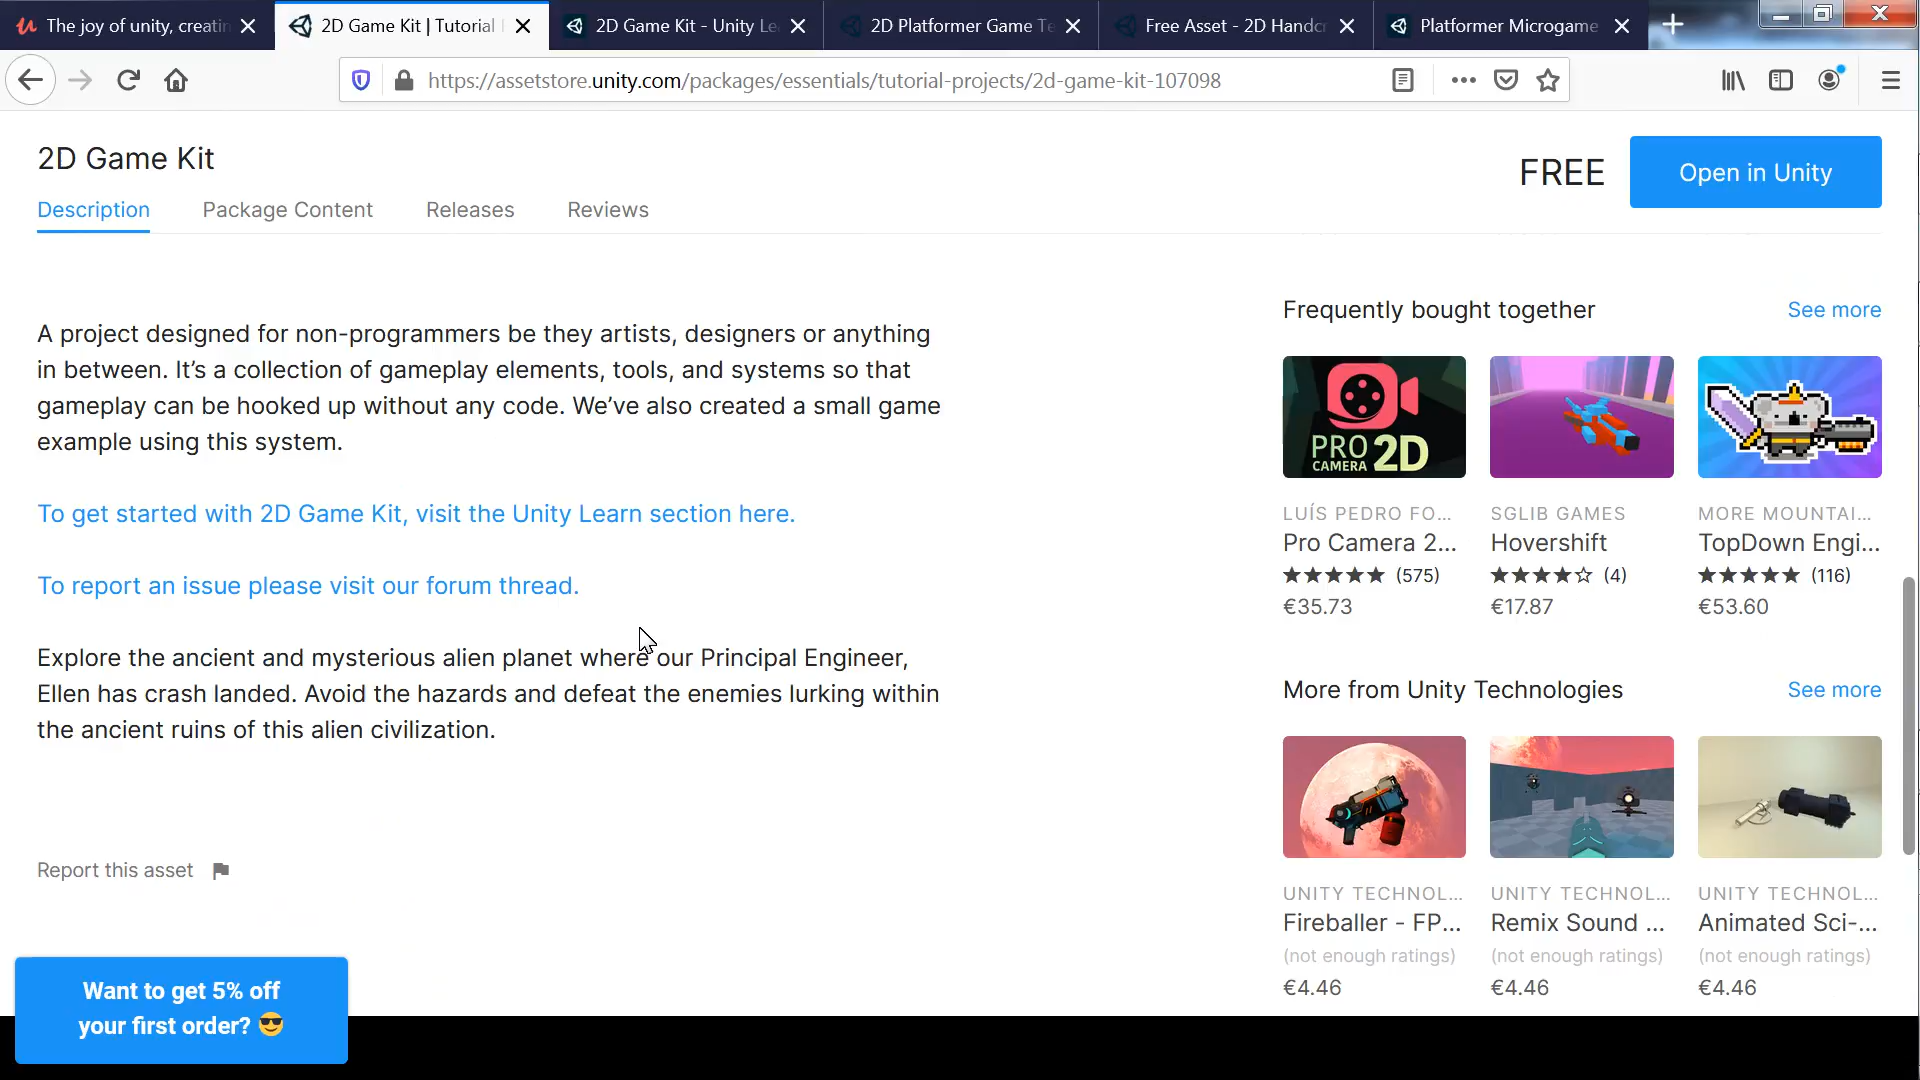 The joy of unity, creatin
2D Game Kit | Tutorial
2D Game Kit - Unity Le
2D Platformer Game Te
Free Asset - 2D Handcr
Platformer Microgame
https://assetstore.unity.com/packages/essentials/tutorial-projects/2d-game-kit-107098
2D Game Kit
FREE
Open in Unity
Description
Package Content
Releases
Reviews
A project designed for non-programmers be they artists, designers or anything
in between. It’s a collection of gameplay elements, tools, and systems so that
gameplay can be hooked up without any code. We’ve also created a small game
example using this system.
To get started with 2D Game Kit, visit the Unity Learn section here.
To report an issue please visit our forum thread.
Explore the ancient and mysterious alien planet where our Principal Engineer,
Ellen has crash landed. Avoid the hazards and defeat the enemies lurking within
the ancient ruins of this alien civilization.
Report this asset
Want to get 5% off
your first order? 😎
Frequently bought together
See more
PRO
CAMERA 2D
LUÍS PEDRO FO...
Pro Camera 2...
★★★★★ (575)
€35.73
SGLIB GAMES
Hovershift
★★★★☆ (4)
€17.87
MORE MOUNTAI...
TopDown Engi...
★★★★★ (116)
€53.60
More from Unity Technologies
See more
UNITY TECHNOL...
Fireballer - FP...
(not enough ratings)
€4.46
UNITY TECHNOL...
Remix Sound ...
(not enough ratings)
€4.46
UNITY TECHNOL...
Animated Sci-...
(not enough ratings)
€4.46